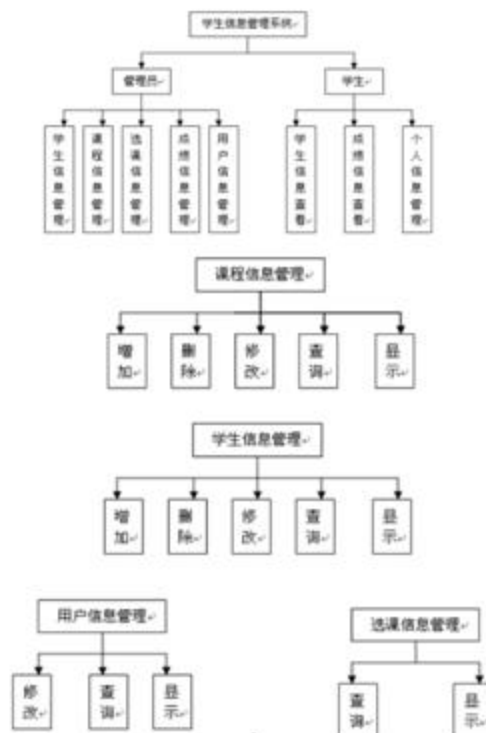 学生信息管理系统
管理员
学生
学生信息管理
课程信息管理
选课信息管理
成绩信息管理
用户信息管理
学生信息查看
成绩信息查看
个人信息管理
课程信息管理
增加
删除
修改
查询
显示
学生信息管理
增加
删除
修改
查询
显示
用户信息管理
选课信息管理
修改
查询
显示
查询
显示